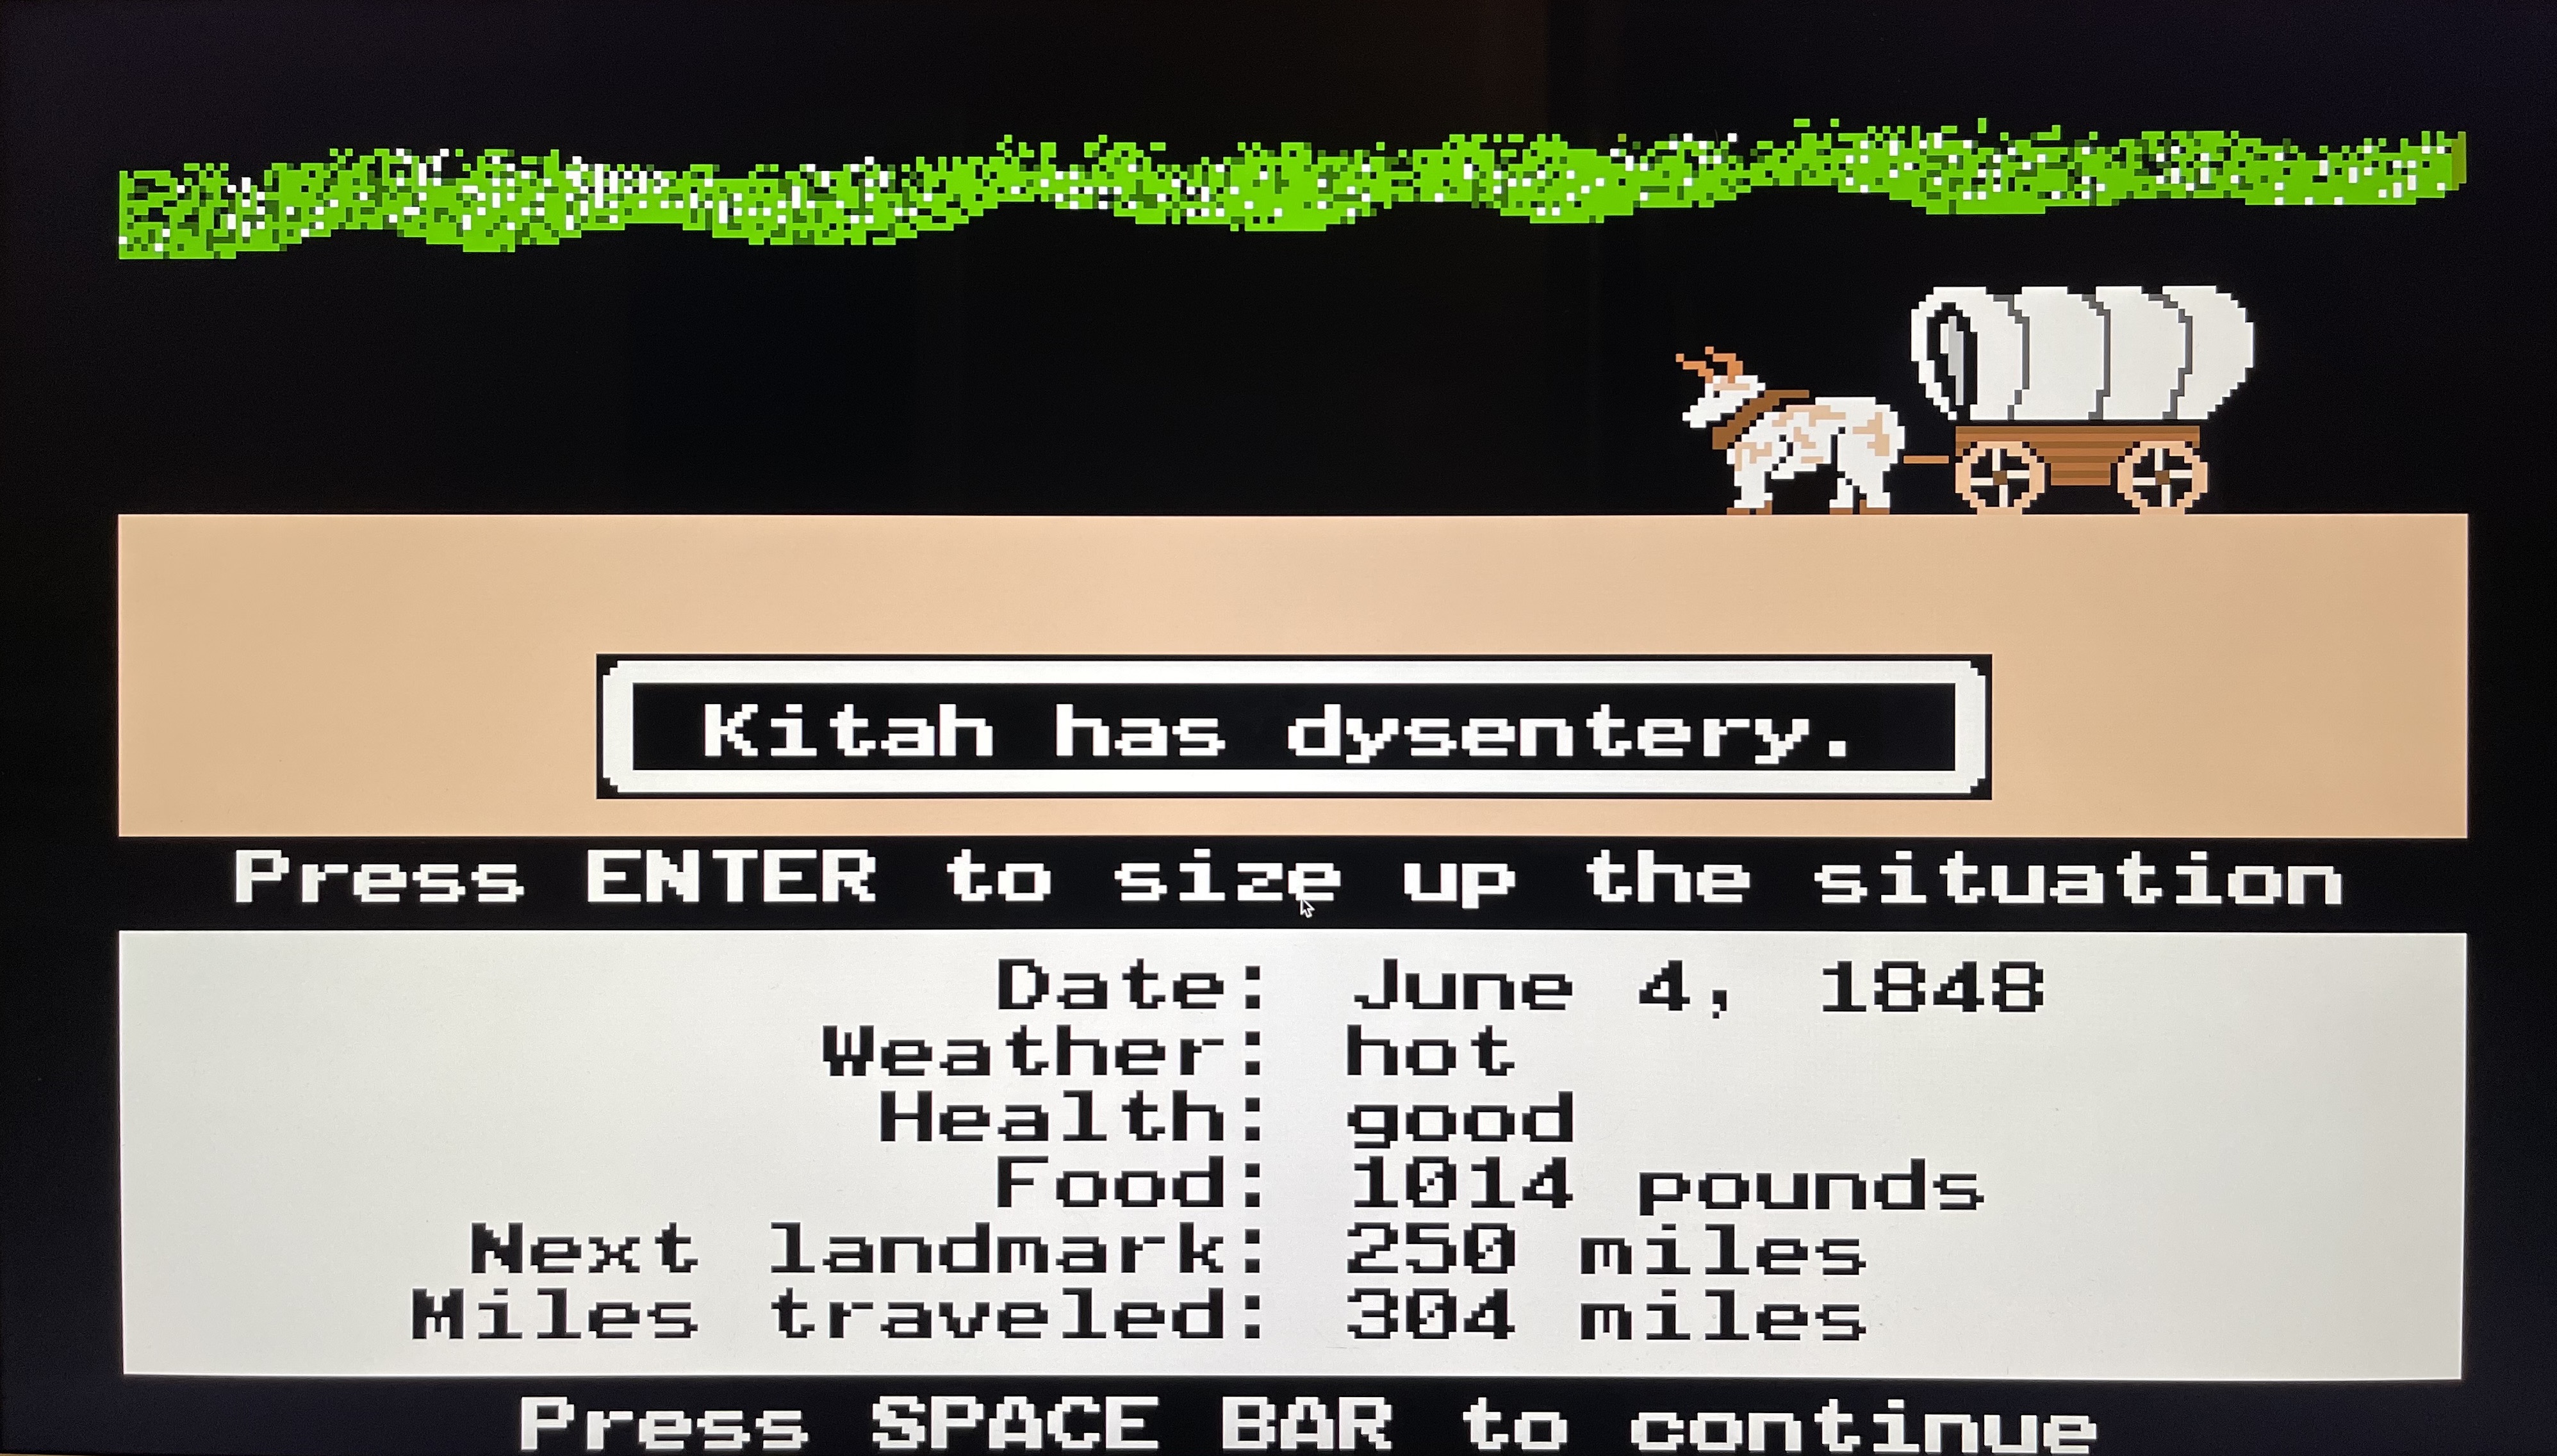 Kitah has dysentery.
Press ENTER to size up the situation
Date: June 4, 1848
Weather: hot
Health: good
Food: 1014 pounds
Next landmark: 250 miles
Miles traveled: 304 miles
Press SPACE BAR to continue